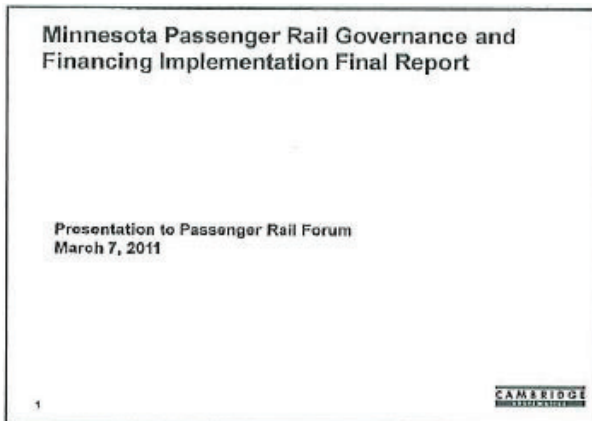 Minnesota Passenger Rail Governance and
Financing Implementation Final Report
Presentation to Passenger Rail Forum
March 7, 2011
1
CAMBRIDGE